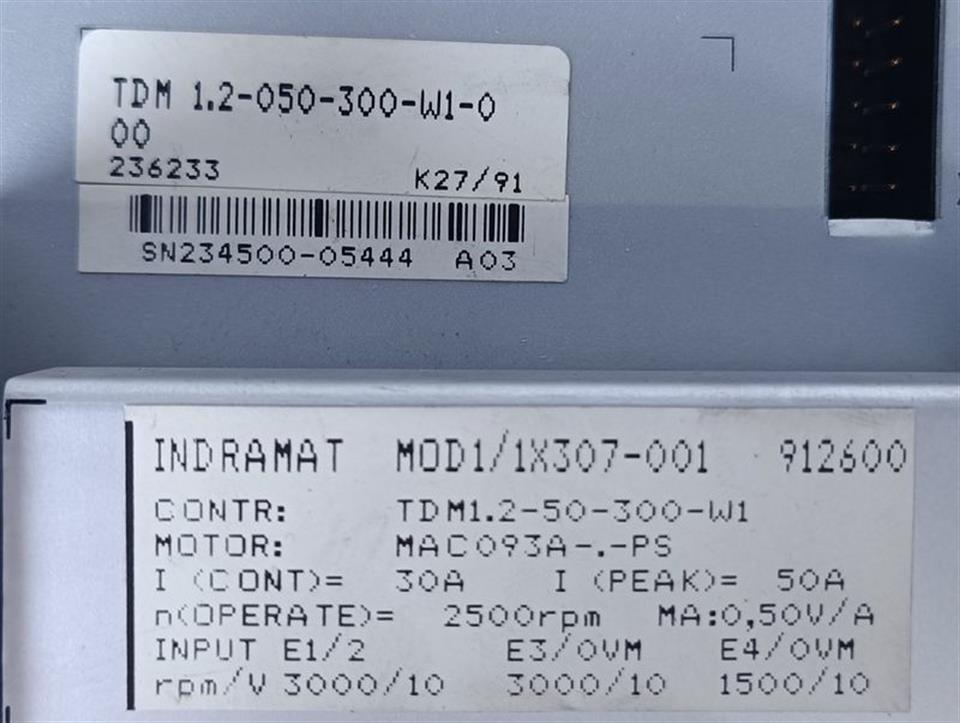 TDM 1.2-050-300-W1-0
00
236233 K27/91
SN234500-05444 A03
INDRAMAT MOD1/1X307-001 912600
CONTR: TDM1.2-50-300-W1
MOTOR: MAC093A-.-PS
I (CONT)= 30A I (PEAK)= 50A
n(OPERATE)= 2500rpm MA:0,50V/A
INPUT E1/2 E3/0VM E4/0VM
rpm/V 3000/10 3000/10 1500/10